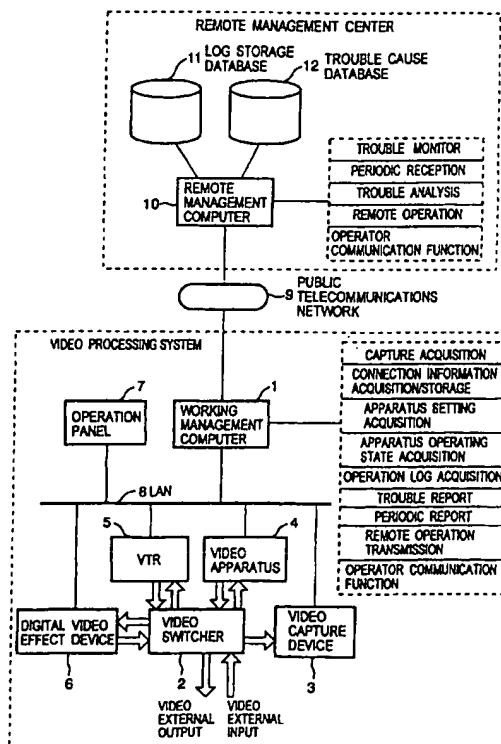 REMOTE MANAGEMENT CENTER
11 LOG STORAGE
DATABASE
12 TROUBLE CAUSE
DATABASE
REMOTE
MANAGEMENT
COMPUTER
10
TROUBLE MONITOR
PERIODIC RECEPTION
TROUBLE ANALYSIS
REMOTE OPERATION
OPERATOR
COMMUNICATION FUNCTION
9 PUBLIC
TELECOMMUNICATIONS
NETWORK
VIDEO PROCESSING SYSTEM
7
OPERATION
PANEL
1
WORKING
MANAGEMENT
COMPUTER
CAPTURE ACQUISITION
CONNECTION INFORMATION
ACQUISITION/STORAGE
APPARATUS SETTING
ACQUISITION
APPARATUS OPERATING
STATE ACQUISITION
OPERATION LOG ACQUISITION
TROUBLE REPORT
PERIODIC REPORT
REMOTE OPERATION
TRANSMISSION
OPERATOR COMMUNICATION
FUNCTION
8 LAN
5
VTR
4
VIDEO
APPARATUS
DIGITAL VIDEO
EFFECT DEVICE
6
VIDEO
SWITCHER
2
VIDEO
CAPTURE
DEVICE
3
VIDEO
EXTERNAL
OUTPUT
VIDEO
EXTERNAL
INPUT